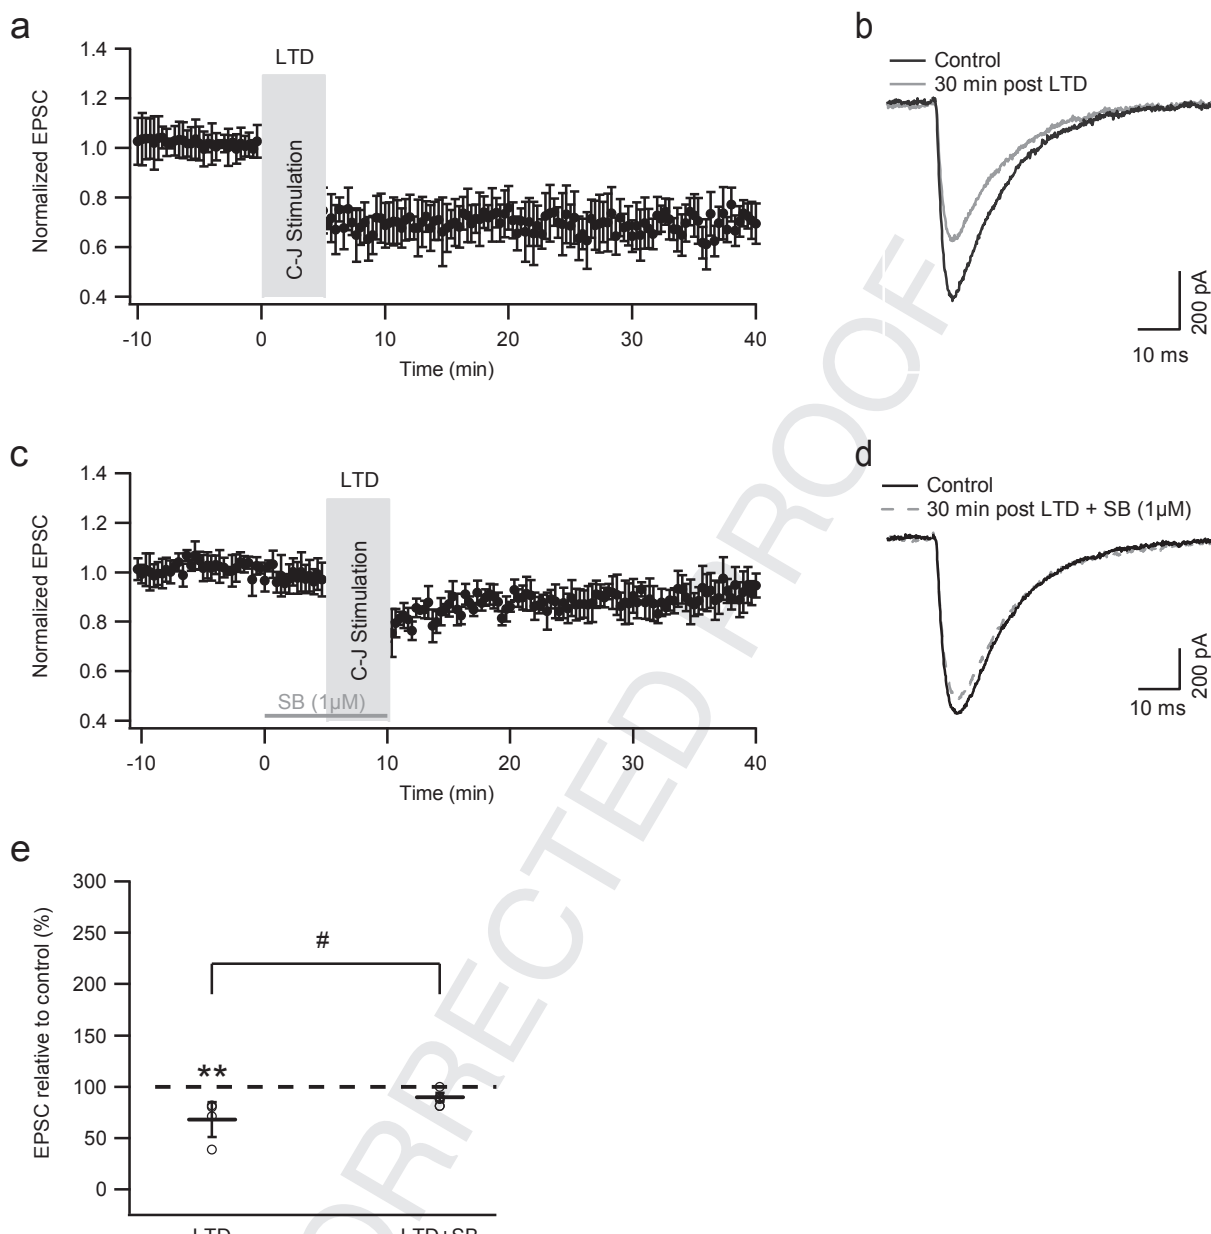 a
LTD
1.4
1.2
1.0
0.8
0.6
0.4
Normalized EPSC
C-J Stimulation
-10 0 10 20 30 40
Time (min)
b
Control
30 min post LTD
200 pA
10 ms
c
LTD
1.4
1.2
1.0
0.8
0.6
0.4
Normalized EPSC
C-J Stimulation
SB (1µM)
-10 0 10 20 30 40
Time (min)
d
Control
30 min post LTD + SB (1µM)
200 pA
10 ms
e
300
250
200
150
100
50
0
EPSC relative to control (%)
#
**
LTD LTD+SB
ORRECTED PROOF